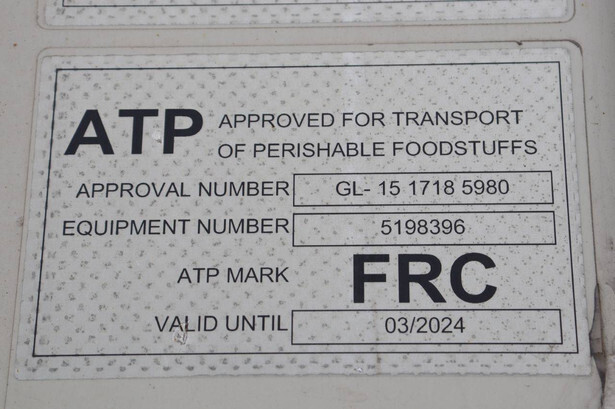 ATP APPROVED FOR TRANSPORT
OF PERISHABLE FOODSTUFFS
APPROVAL NUMBER GL- 15 1718 5980
EQUIPMENT NUMBER 5198396
ATP MARK FRC
VALID UNTIL 03/2024